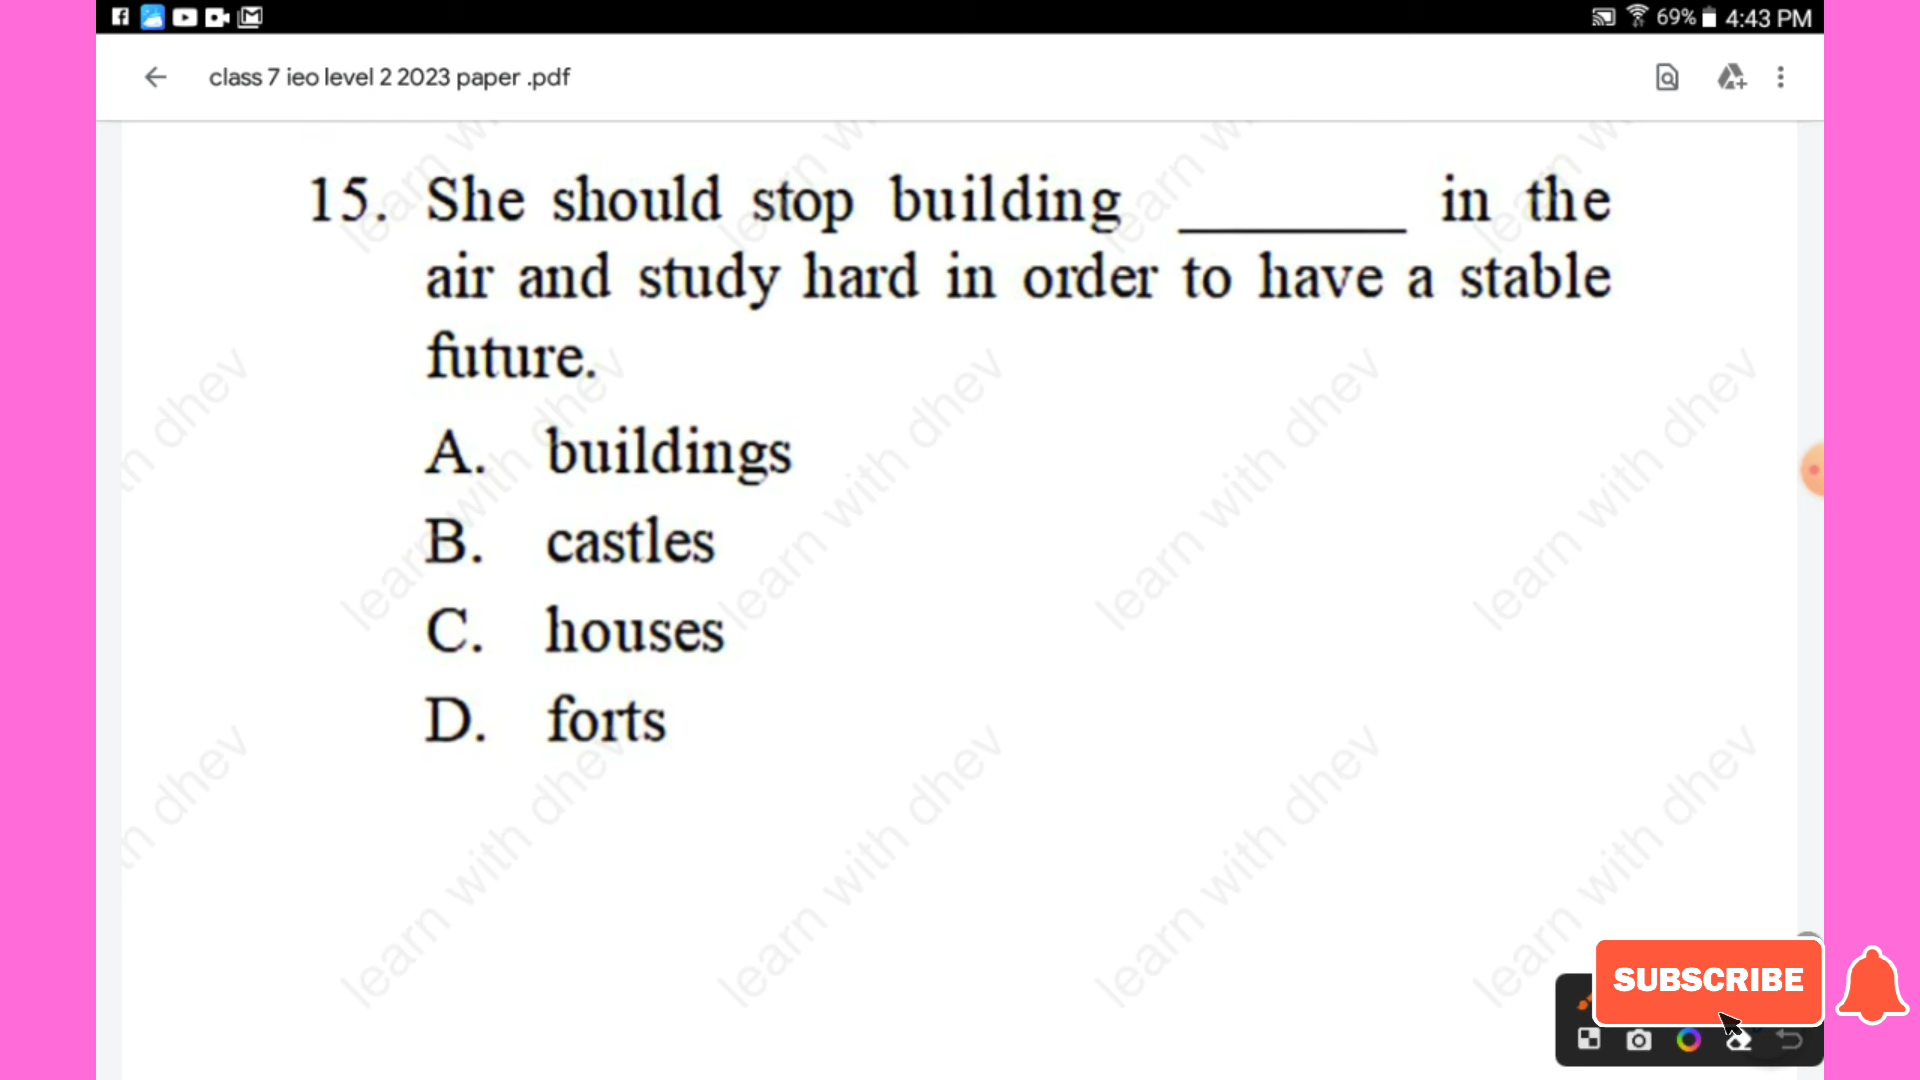 69% 4:43 PM
class 7 ieo level 2 2023 paper .pdf
15. She should stop building ________ in the
air and study hard in order to have a stable
future.
A. buildings
B. castles
C. houses
D. forts
learn with dhev
SUBSCRIBE